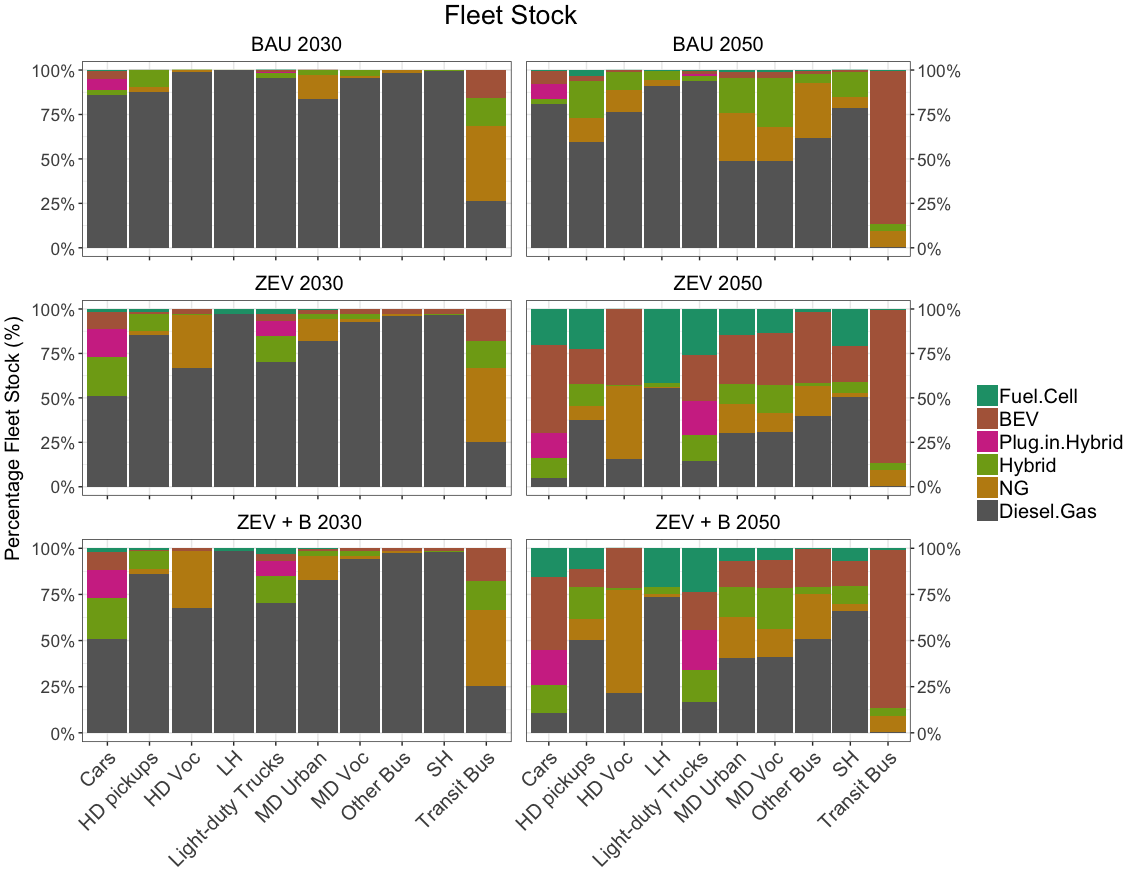 Fleet Stock
BAU 2030
BAU 2050
100%
75%
50%
25%
0%
100%
75%
50%
25%
0%
ZEV 2030
ZEV 2050
100%
75%
50%
25%
0%
100%
75%
50%
25%
0%
ZEV + B 2030
ZEV + B 2050
100%
75%
50%
25%
0%
100%
75%
50%
25%
0%
Percentage Fleet Stock (%)
Cars
HD pickups
HD Voc
LH
Light-duty Trucks
MD Urban
MD Voc
Other Bus
SH
Transit Bus
Cars
HD pickups
HD Voc
LH
Light-duty Trucks
MD Urban
MD Voc
Other Bus
SH
Transit Bus
Fuel.Cell
BEV
Plug.in.Hybrid
Hybrid
NG
Diesel.Gas